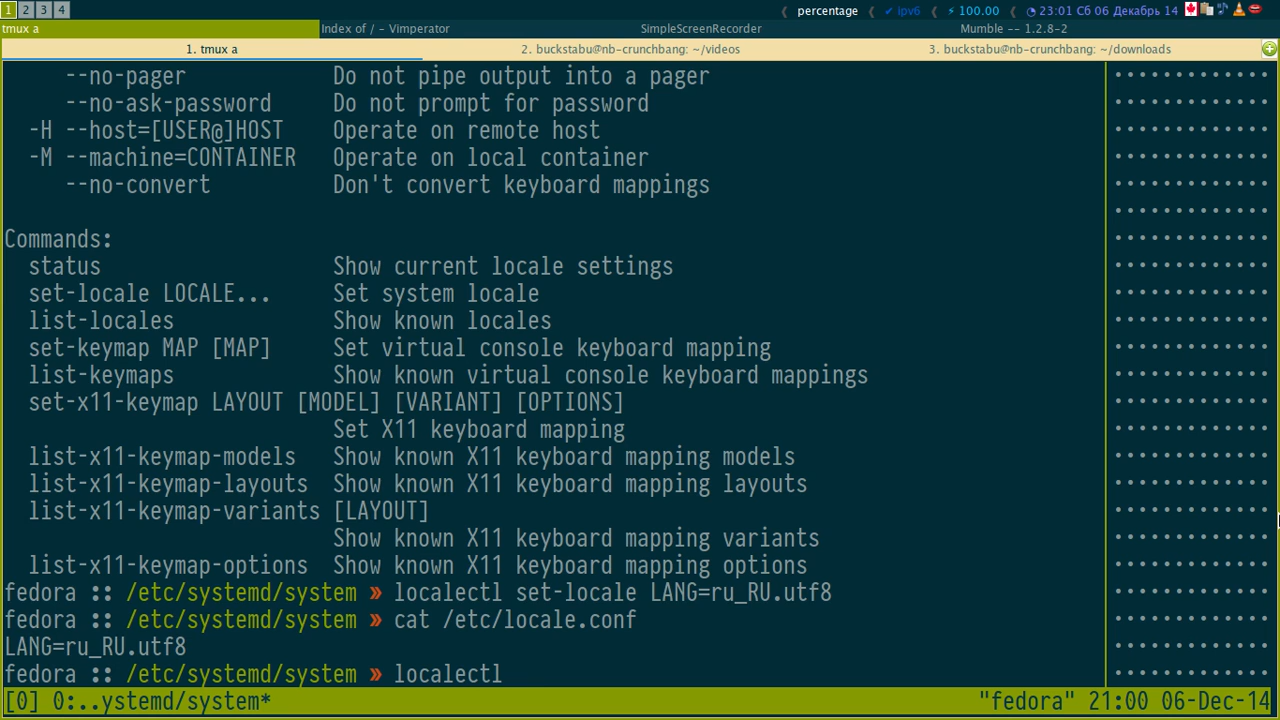 1 2 3 4 percentage ipv6 100.00 23:01 Сб 06 Декабрь 14
tmux a Index of / - Vimperator SimpleScreenRecorder Mumble -- 1.2.8-2
1. tmux a 2. buckstabu@nb-crunchbang: ~/videos 3. buckstabu@nb-crunchbang: ~/downloads
--no-pager Do not pipe output into a pager
--no-ask-password Do not prompt for password
-H --host=[USER@]HOST Operate on remote host
-M --machine=CONTAINER Operate on local container
--no-convert Don't convert keyboard mappings
Commands:
status Show current locale settings
set-locale LOCALE... Set system locale
list-locales Show known locales
set-keymap MAP [MAP] Set virtual console keyboard mapping
list-keymaps Show known virtual console keyboard mappings
set-x11-keymap LAYOUT [MODEL] [VARIANT] [OPTIONS]
Set X11 keyboard mapping
list-x11-keymap-models Show known X11 keyboard mapping models
list-x11-keymap-layouts Show known X11 keyboard mapping layouts
list-x11-keymap-variants [LAYOUT]
Show known X11 keyboard mapping variants
list-x11-keymap-options Show known X11 keyboard mapping options
fedora :: /etc/systemd/system » localectl set-locale LANG=ru_RU.utf8
fedora :: /etc/systemd/system » cat /etc/locale.conf
LANG=ru_RU.utf8
fedora :: /etc/systemd/system » localectl
[0] 0:..ystemd/system* "fedora" 21:00 06-Dec-14